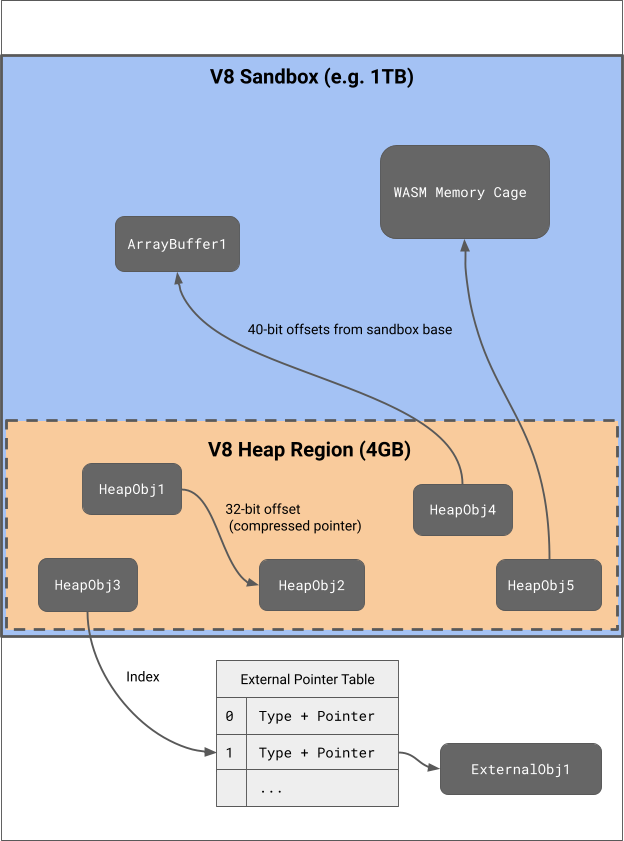 V8 Sandbox (e.g. 1TB)
WASM Memory Cage
ArrayBuffer1
40-bit offsets from sandbox base
V8 Heap Region (4GB)
HeapObj1
32-bit offset
(compressed pointer)
HeapObj4
HeapObj3
HeapObj2
HeapObj5
Index
External Pointer Table
0 Type + Pointer
1 Type + Pointer
...
ExternalObj1